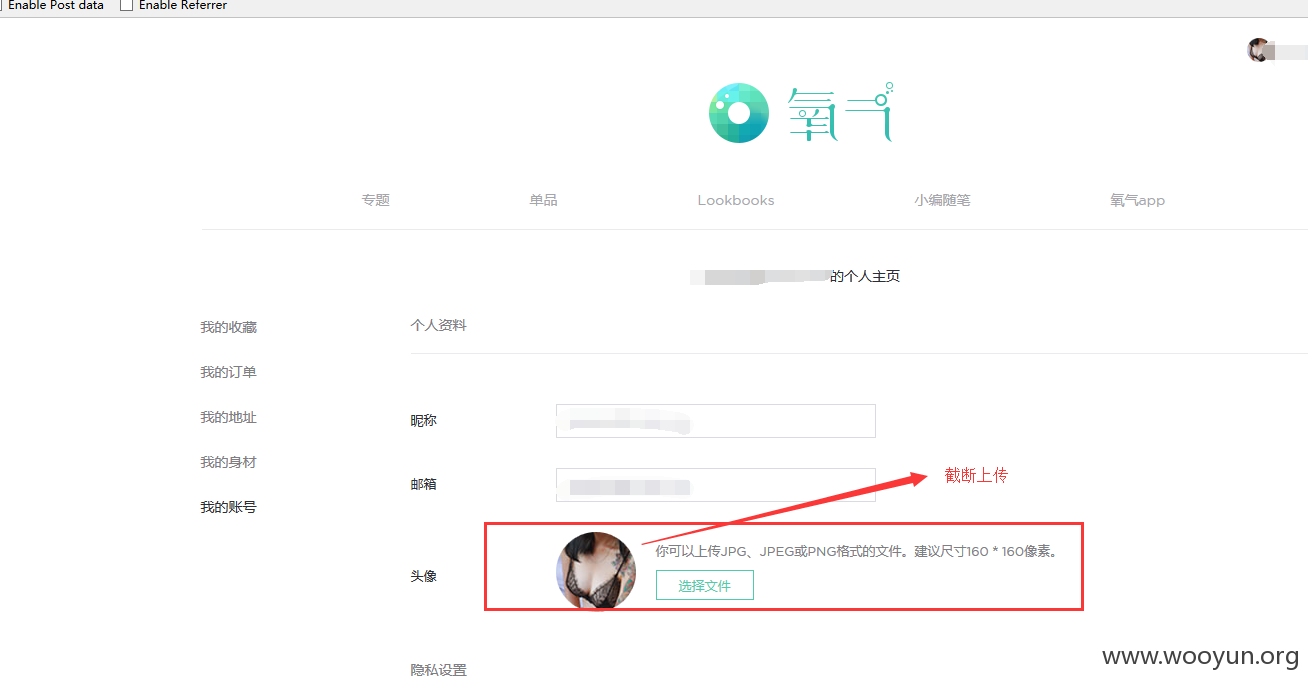 Enable Post data Enable Referrer
氧气
专题 单品 Lookbooks 小编随笔 氧气app
的个人主页
我的收藏
个人资料
我的订单
我的地址
昵称
我的身材
截断上传
邮箱
我的账号
你可以上传JPG、JPEG或PNG格式的文件。建议尺寸160 * 160像素。
头像
选择文件
隐私设置
www.wooyun.org